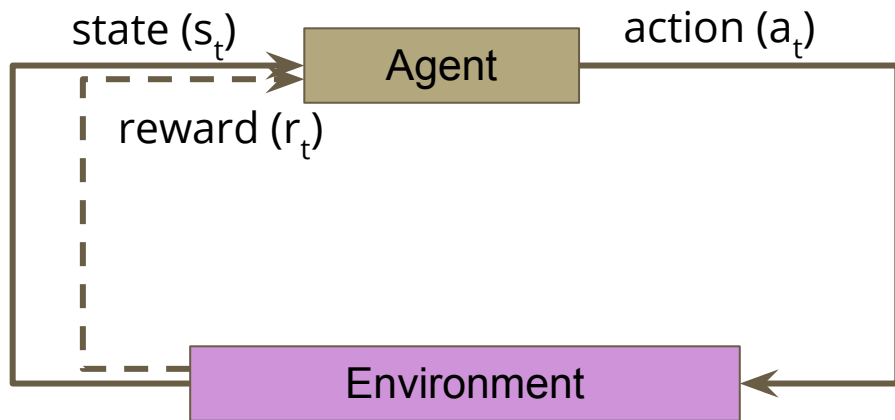 state (sₜ)
action (aₜ)
Agent
reward (rₜ)
Environment